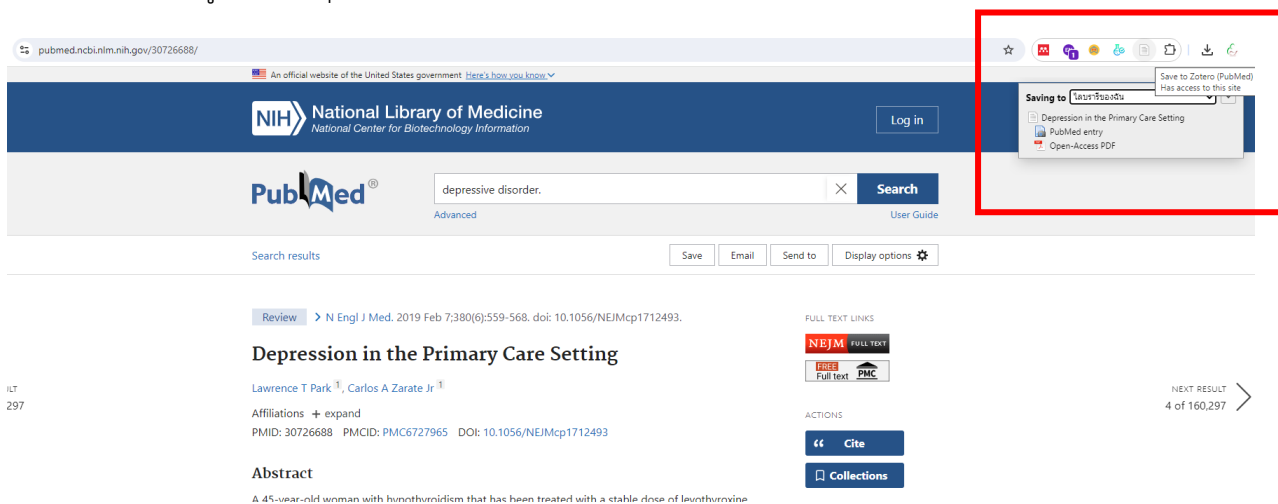 pubmed.ncbi.nlm.nih.gov/30726688/
1
Save to Zotero (PubMed)
Has access to this site
An official website of the United States government Here's how you know
Saving to ไลบรารีของฉัน
Depression in the Primary Care Setting
PubMed entry
Open-Access PDF
NIH National Library of Medicine
National Center for Biotechnology Information
Log in
PubMed®
depressive disorder.
Search
Advanced
User Guide
Search results
Save
Email
Send to
Display options
Review
N Engl J Med. 2019 Feb 7;380(6):559-568. doi: 10.1056/NEJMcp1712493.
Depression in the Primary Care Setting
Lawrence T Park 1, Carlos A Zarate Jr 1
Affiliations + expand
PMID: 30726688 PMCID: PMC6727965 DOI: 10.1056/NEJMcp1712493
Abstract
A 45-year-old woman with hypothyroidism that has been treated with a stable dose of levothyroxine
FULL TEXT LINKS
NEJM FULL TEXT
FREE
Full text PMC
ACTIONS
Cite
Collections
NEXT RESULT
4 of 160,297
297